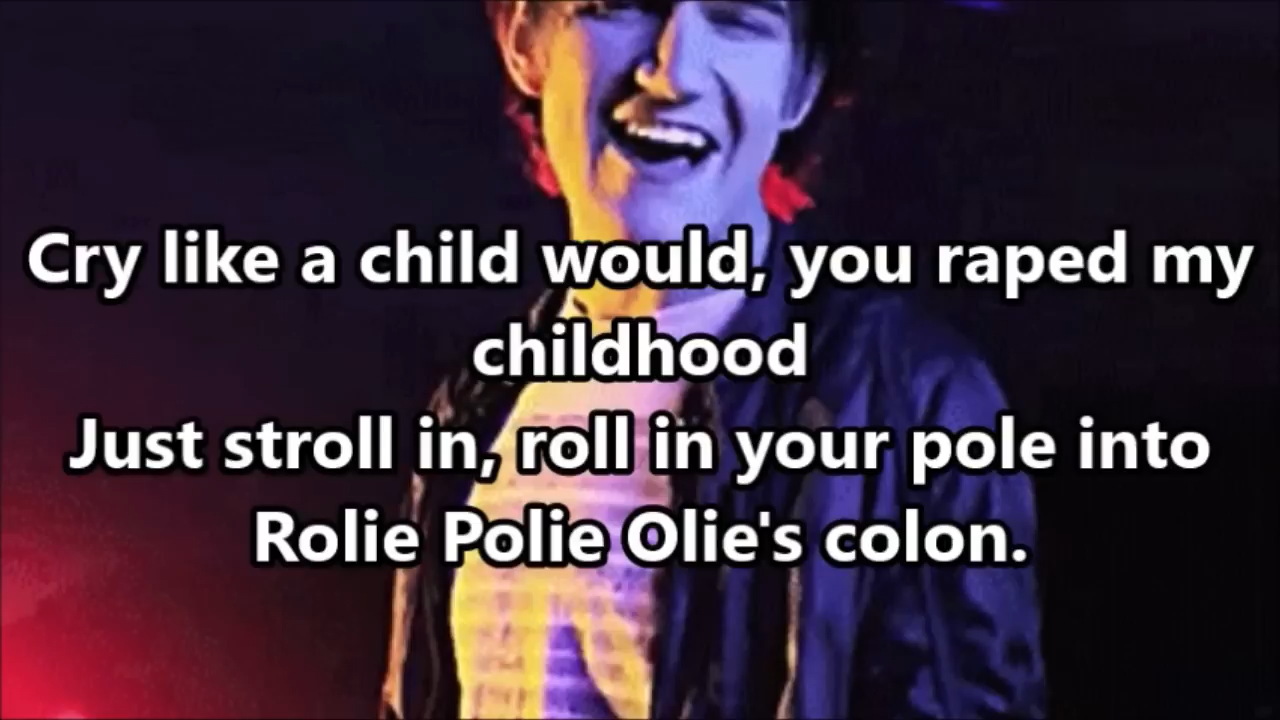 Cry like a child would, you raped my
childhood
Just stroll in, roll in your pole into
Rolie Polie Olie's colon.